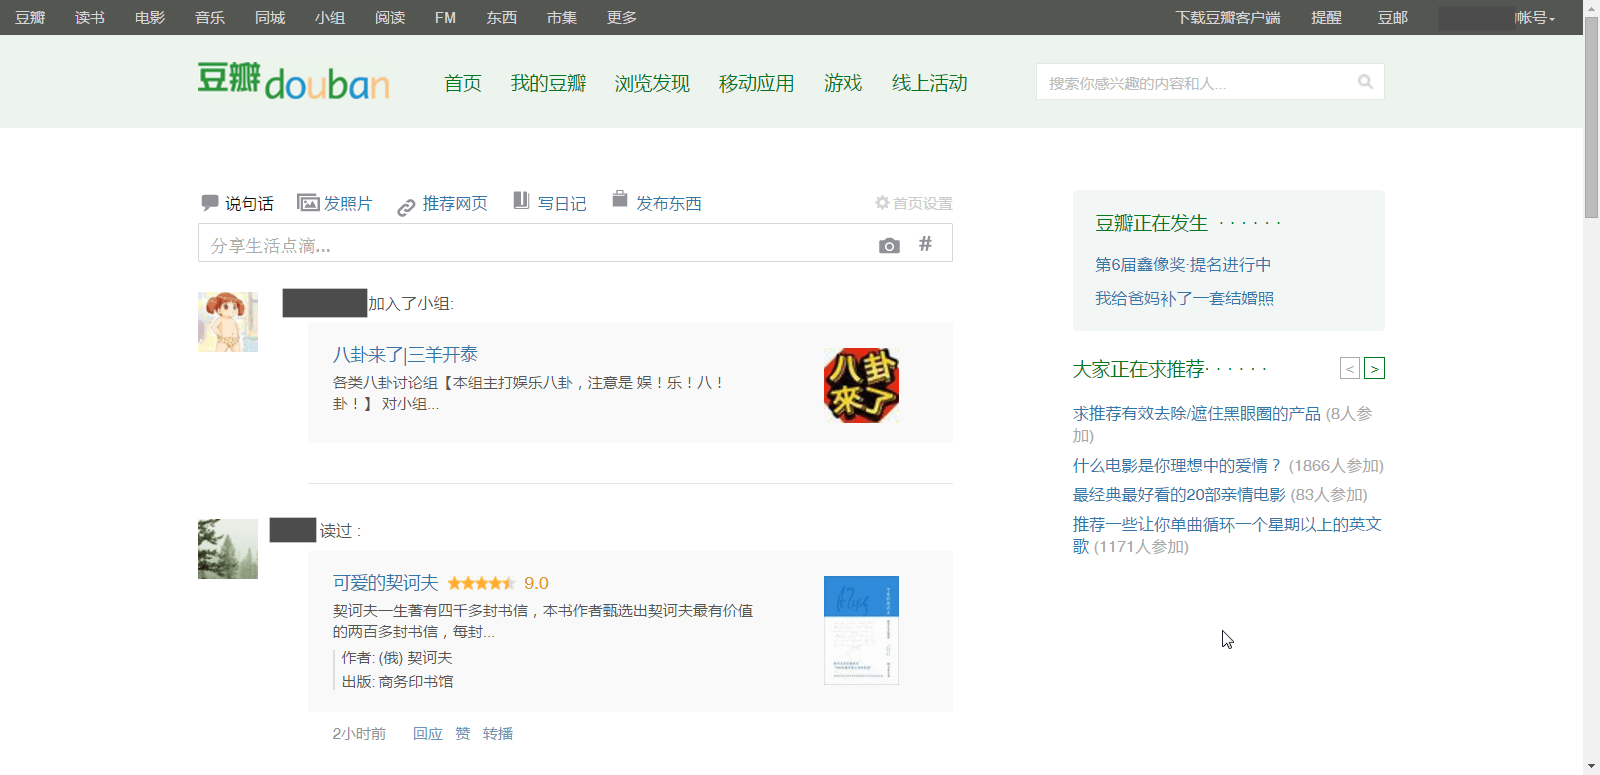 豆瓣 读书 电影 音乐 同城 小组 阅读 FM 东西 市集 更多 下载豆瓣客户端 提醒 豆邮 帐号
豆瓣douban 首页 我的豆瓣 浏览发现 移动应用 游戏 线上活动 搜索你感兴趣的内容和人...
说句话 发照片 推荐网页 写日记 发布东西 首页设置
分享生活点滴... #
加入了小组:
八卦来了|三羊开泰
各类八卦讨论组【本组主打娱乐八卦，注意是 娱！乐！八！
卦！】 对小组...
八卦
來了
读过 :
可爱的契诃夫 9.0
契诃夫一生著有四千多封书信，本书作者甄选出契诃夫最有价值
的两百多封书信，每封...
作者: (俄) 契诃夫
出版: 商务印书馆
2小时前 回应 赞 转播
豆瓣正在发生 · · · · · ·
第6届鑫像奖·提名进行中
我给爸妈补了一套结婚照
大家正在求推荐· · · · · · < >
求推荐有效去除/遮住黑眼圈的产品 (8人参
加)
什么电影是你理想中的爱情？ (1866人参加)
最经典最好看的20部亲情电影 (83人参加)
推荐一些让你单曲循环一个星期以上的英文
歌 (1171人参加)